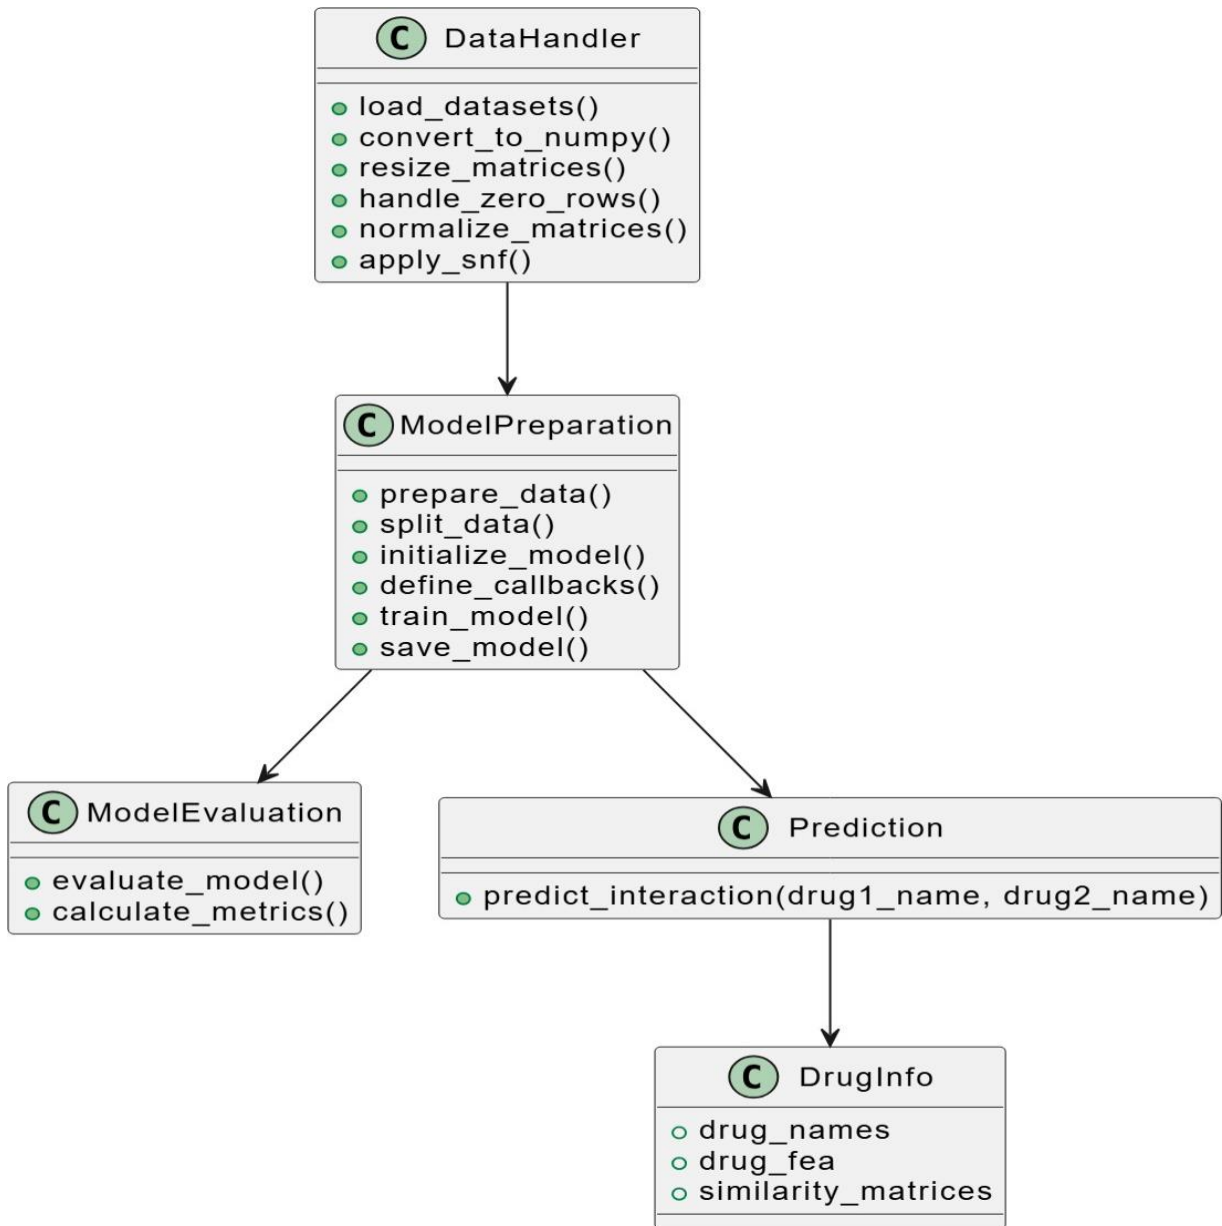 C DataHandler
load_datasets()
convert_to_numpy()
resize_matrices()
handle_zero_rows()
normalize_matrices()
apply_snf()
C ModelPreparation
prepare_data()
split_data()
initialize_model()
define_callbacks()
train_model()
save_model()
C ModelEvaluation
evaluate_model()
calculate_metrics()
C Prediction
predict_interaction(drug1_name, drug2_name)
C DrugInfo
drug_names
drug_fea
similarity_matrices